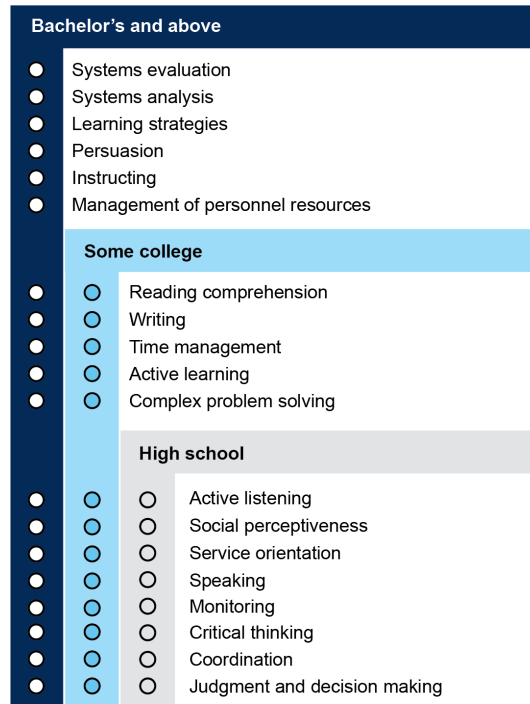 Bachelor’s and above
Systems evaluation
Systems analysis
Learning strategies
Persuasion
Instructing
Management of personnel resources
Some college
Reading comprehension
Writing
Time management
Active learning
Complex problem solving
High school
Active listening
Social perceptiveness
Service orientation
Speaking
Monitoring
Critical thinking
Coordination
Judgment and decision making